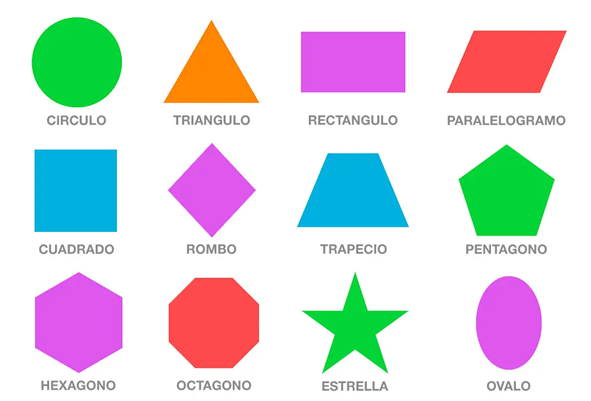 CIRCULO
TRIANGULO
RECTANGULO
PARALELOGRAMO
CUADRADO
ROMBO
TRAPECIO
PENTAGONO
HEXAGONO
OCTAGONO
ESTRELLA
OVALO